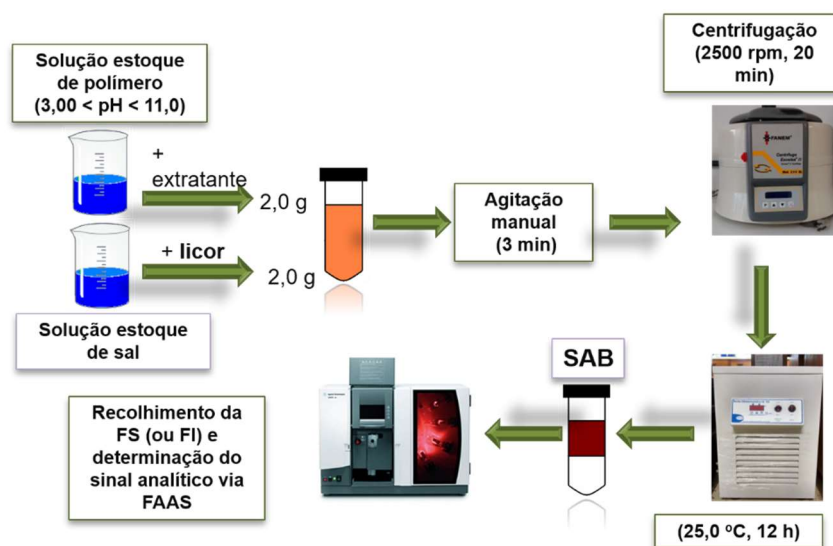 Solução estoque
de polímero
(3,00 < pH < 11,0)
+
extratante
2,0 g
+ licor
2,0 g
Solução estoque
de sal
Agitação
manual
(3 min)
Centrifugação
(2500 rpm, 20
min)
FANEM
(25,0 ºC, 12 h)
SAB
Recolhimento da
FS (ou FI) e
determinação do
sinal analítico via
FAAS